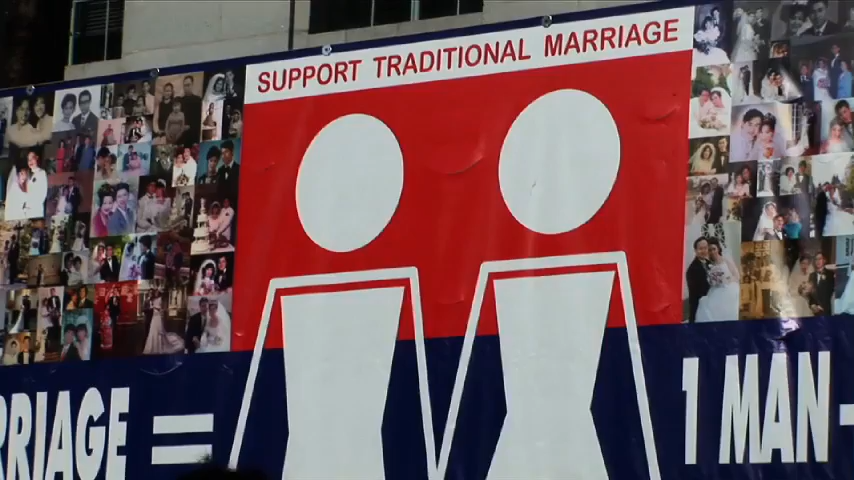 SUPPORT TRADITIONAL MARRIAGE
RRIAGE = 1 MAN